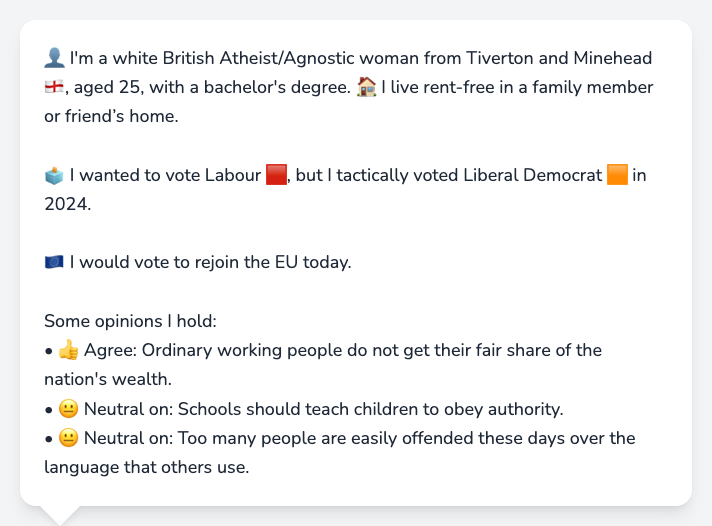 👤 I'm a white British Atheist/Agnostic woman from Tiverton and Minehead
🏴󠁧󠁢󠁥󠁮󠁧󠁿, aged 25, with a bachelor's degree. 🏠 I live rent-free in a family member
or friend’s home.
🗳️ I wanted to vote Labour 🟥, but I tactically voted Liberal Democrat 🟧 in
2024.
🇪🇺 I would vote to rejoin the EU today.
Some opinions I hold:
• 👍 Agree: Ordinary working people do not get their fair share of the
nation's wealth.
• 😐 Neutral on: Schools should teach children to obey authority.
• 😐 Neutral on: Too many people are easily offended these days over the
language that others use.